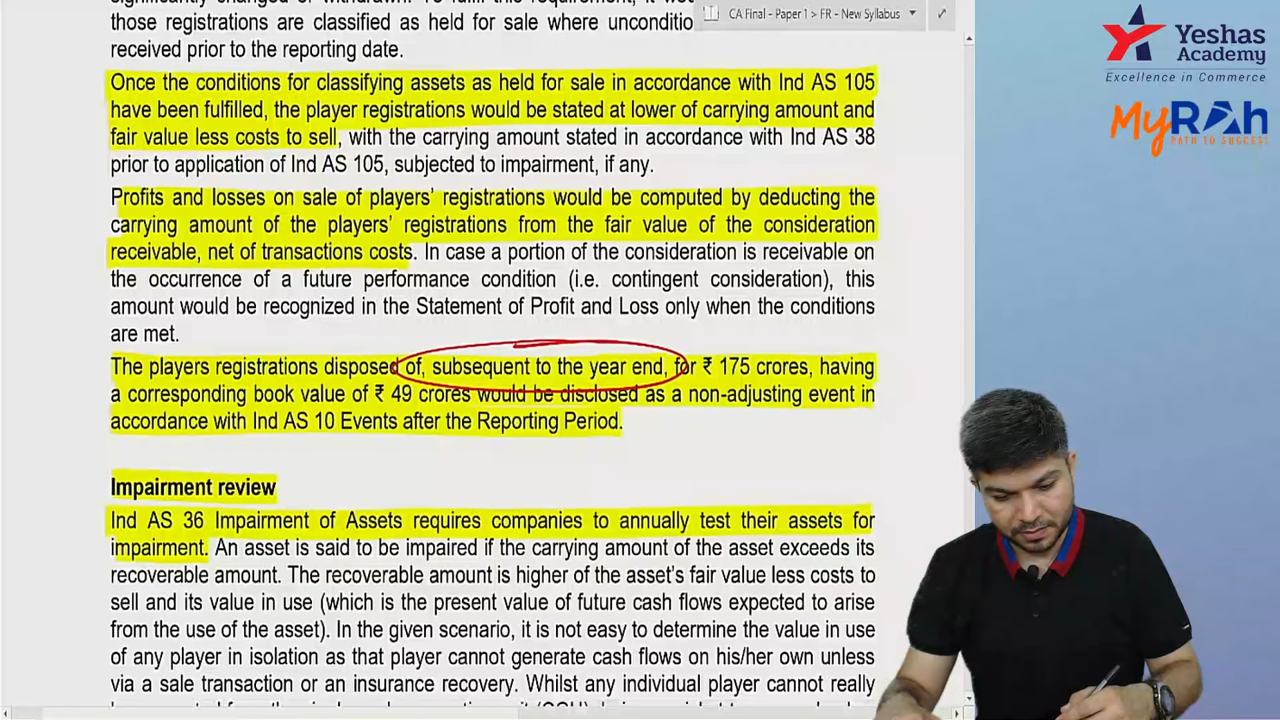 significantly changed or withdrawn. To fulfil this requirement, it
those registrations are classified as held for sale where
received prior to the reporting date.
CA Final - Paper 1 > FR - New Syllabus
Once the conditions for classifying assets as held for sale in accordance with Ind AS 105
have been fulfilled, the player registrations would be stated at lower of carrying amount and
fair value less costs to sell, with the carrying amount stated in accordance with Ind AS 38
prior to application of Ind AS 105, subjected to impairment, if any.
Profits and losses on sale of players' registrations would be computed by deducting the
carrying amount of the players' registrations from the fair value of the consideration
receivable, net of transactions costs. In case a portion of the consideration is receivable on
the occurrence of a future performance condition (i.e. contingent consideration), this
amount would be recognized in the Statement of Profit and Loss only when the conditions
are met.
The players registrations disposed of, subsequent to the year end, for ₹ 175 crores, having
a corresponding book value of ₹ 49 crores would be disclosed as a non-adjusting event in
accordance with Ind AS 10 Events after the Reporting Period.
Impairment review
Ind AS 36 Impairment of Assets requires companies to annually test their assets for
impairment. An asset is said to be impaired if the carrying amount of the asset exceeds its
recoverable amount. The recoverable amount is higher of the asset's fair value less costs to
sell and its value in use (which is the present value of future cash flows expected to arise
from the use of the asset). In the given scenario, it is not easy to determine the value in use
of any player in isolation as that player cannot generate cash flows on his/her own unless
via a sale transaction or an insurance recovery. Whilst any individual player cannot really
Yeshas
Academy
Excellence in Commerce
MyRAh
PATH TO SUCCESS